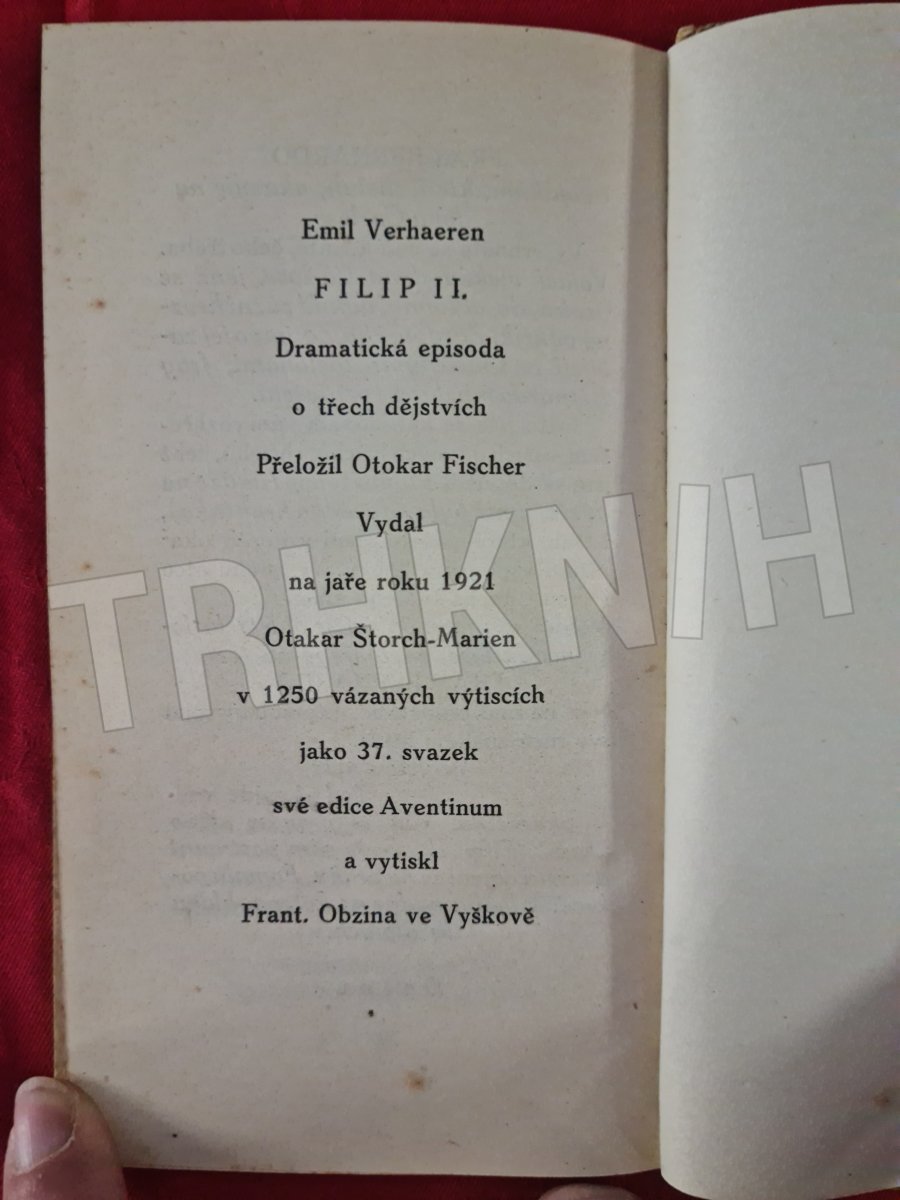 Emil Verhaeren
FILIP II.
Dramatická episoda
o třech dějstvích
Přeložil Otokar Fischer
Vydal
na jaře roku 1921
Otakar Štorch-Marien
v 1250 vázaných výtiscích
jako 37. svazek
své edice Aventinum
a vytiskl
Frant. Obzina ve Vyškově
TRHKNIH